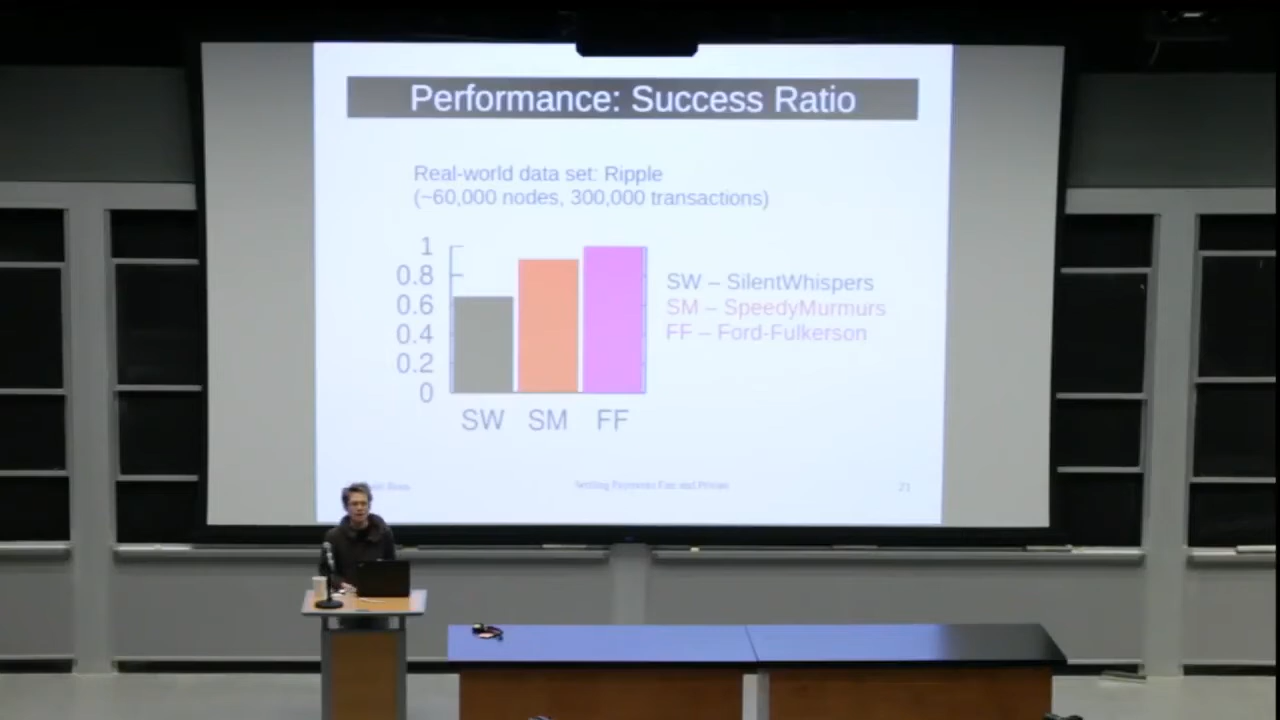 Performance: Success Ratio
Real-world data set: Ripple
(~60,000 nodes, 300,000 transactions)
1
0.8
0.6
0.4
0.2
0
SW SM FF
SW – SilentWhispers
SM – SpeedyMurmurs
FF – Ford-Fulkerson
Settling Payments Fast and Private
21